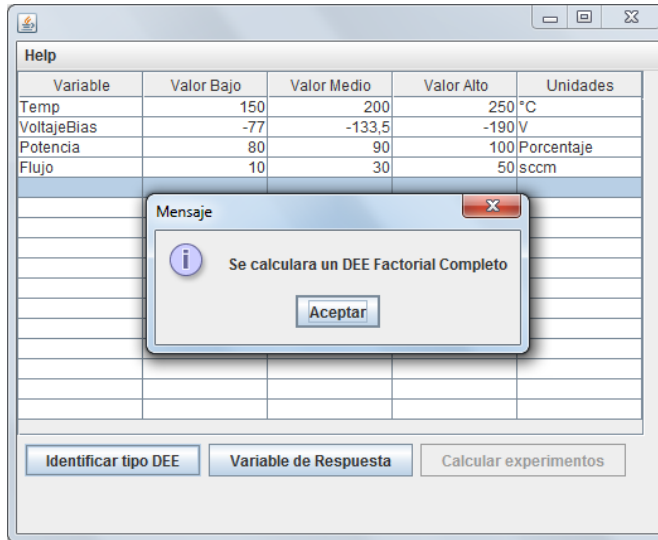 Help
Variable Valor Bajo Valor Medio Valor Alto Unidades
Temp 150 200 250 °C
VoltajeBias -77 -133,5 -190 V
Potencia 80 90 100 Porcentaje
Flujo 10 30 50 sccm
Mensaje
i Se calculara un DEE Factorial Completo
Aceptar
Identificar tipo DEE Variable de Respuesta Calcular experimentos